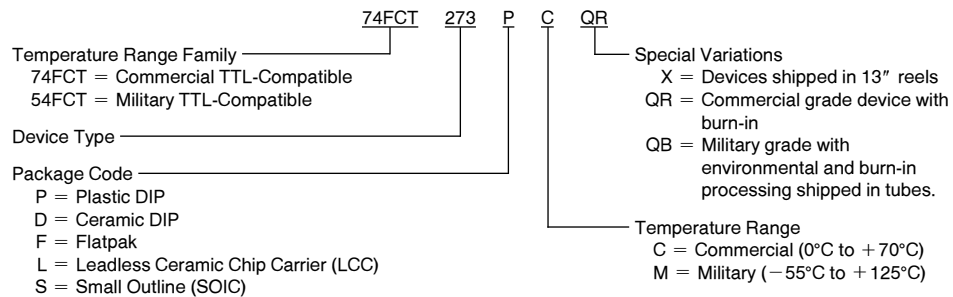 74FCT 273 P C QR
Temperature Range Family
74FCT = Commercial TTL-Compatible
54FCT = Military TTL-Compatible
Device Type
Package Code
P = Plastic DIP
D = Ceramic DIP
F = Flatpak
L = Leadless Ceramic Chip Carrier (LCC)
S = Small Outline (SOIC)
Special Variations
X = Devices shipped in 13″ reels
QR = Commercial grade device with
burn-in
QB = Military grade with
environmental and burn-in
processing shipped in tubes.
Temperature Range
C = Commercial (0°C to +70°C)
M = Military (−55°C to +125°C)